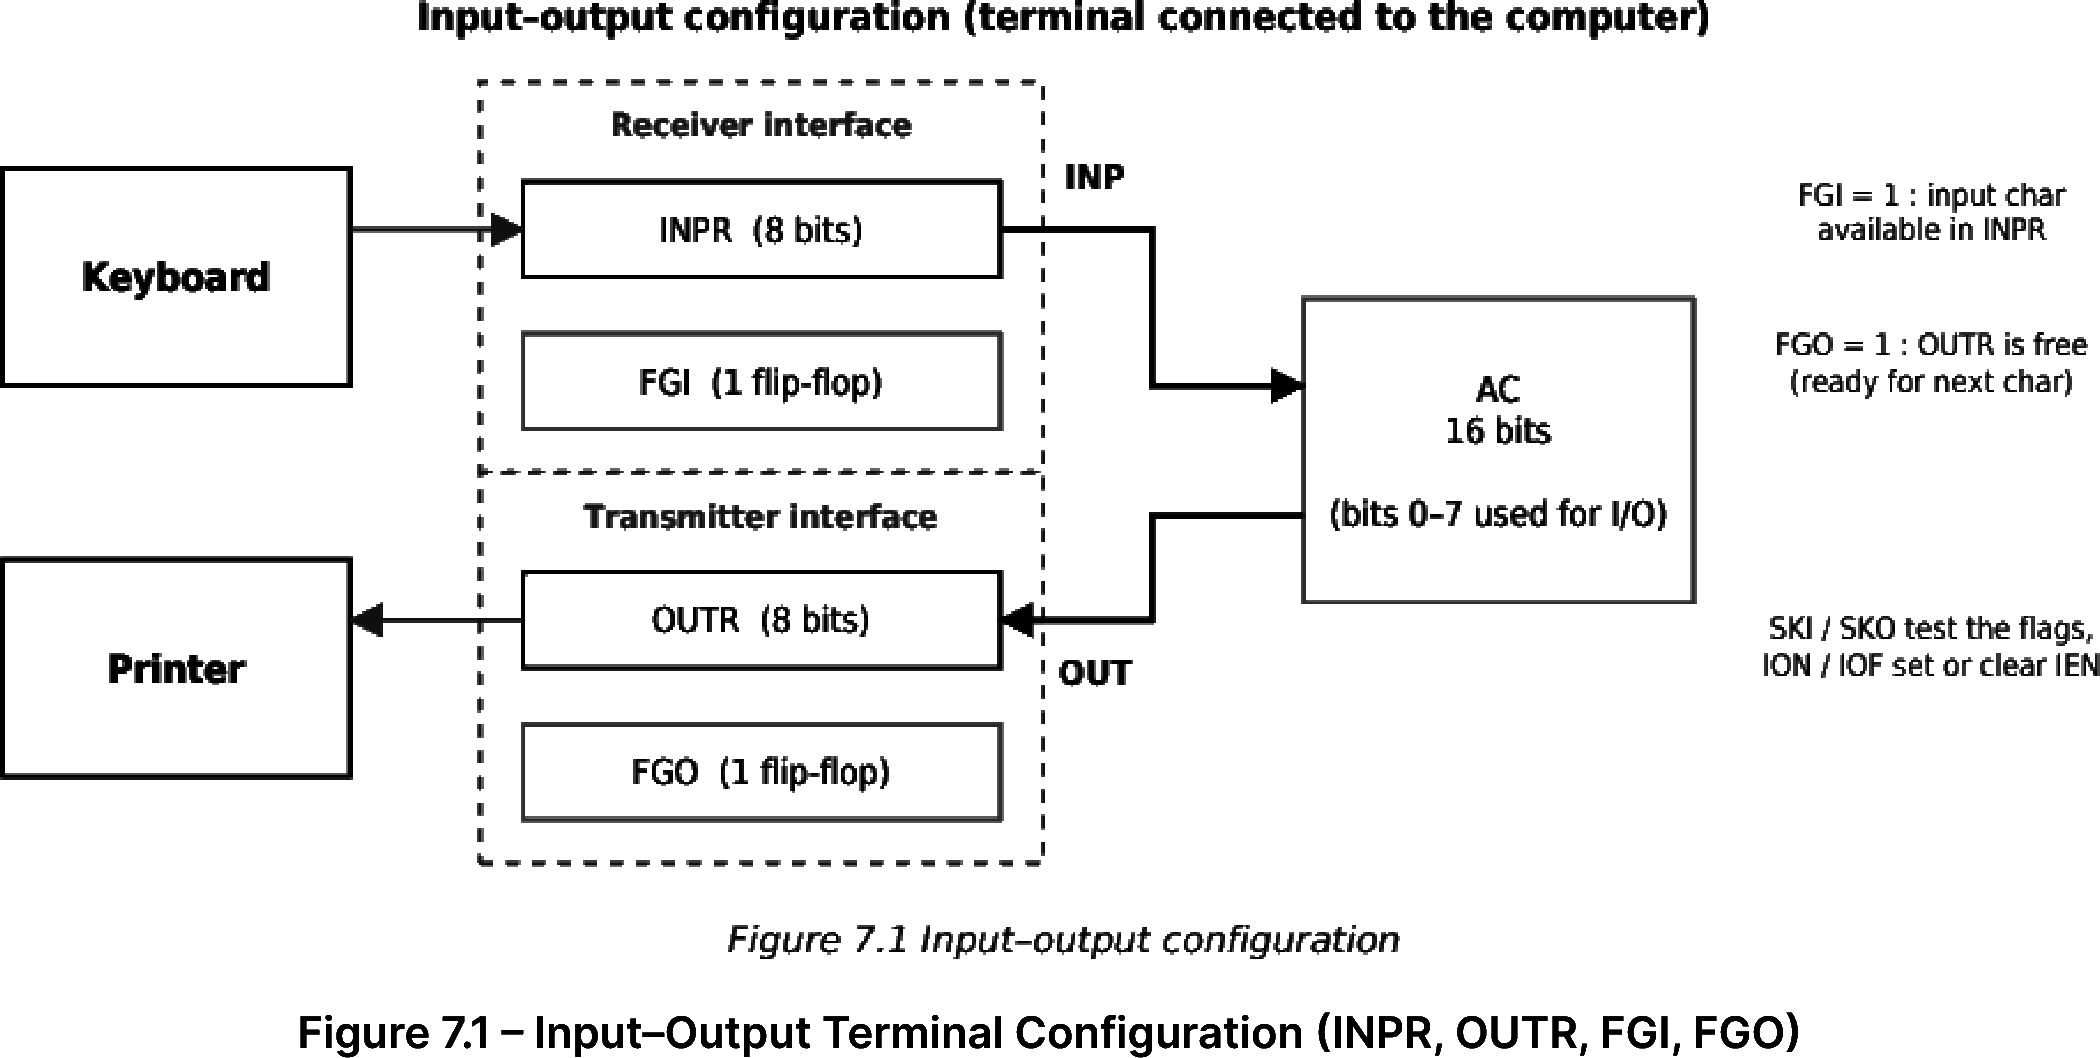 Input–output configuration (terminal connected to the computer)
Receiver interface
INP
INPR (8 bits)
Keyboard
FGI (1 flip-flop)
FGI = 1 : input char
available in INPR
FGO = 1 : OUTR is free
(ready for next char)
AC
16 bits
(bits 0–7 used for I/O)
Transmitter interface
OUTR (8 bits)
Printer
OUT
FGO (1 flip-flop)
SKI / SKO test the flags,
ION / IOF set or clear IEN
Figure 7.1 Input–output configuration
Figure 7.1 – Input–Output Terminal Configuration (INPR, OUTR, FGI, FGO)